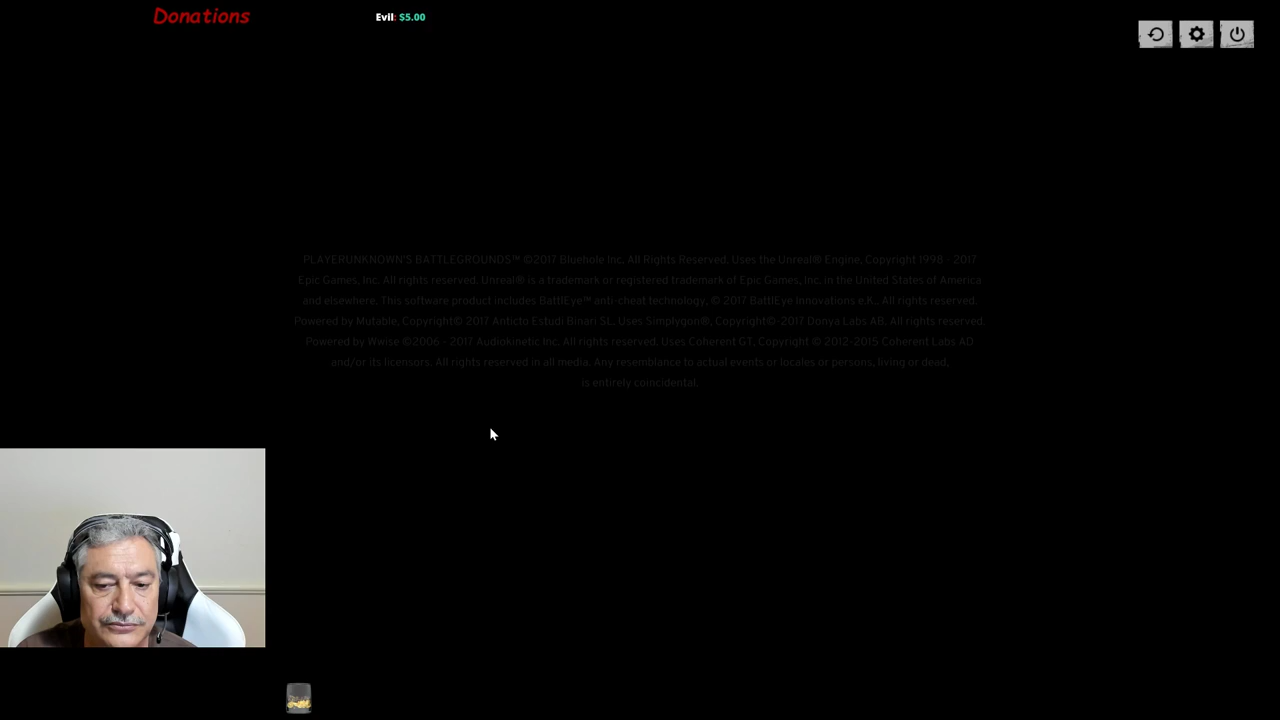 Donations
Evil: $5.00
PLAYERUNKNOWN'S BATTLEGROUNDS™ ©2017 Bluehole Inc. All Rights Reserved. Uses the Unreal® Engine, Copyright 1998 - 2017
Epic Games, Inc. All rights reserved. Unreal® is a trademark or registered trademark of Epic Games, Inc. in the United States of America
and elsewhere. This software product includes BattlEye™ anti-cheat technology, © 2017 BattlEye Innovations e.K.. All rights reserved.
Powered by Mutable, Copyright© 2017 Anticto Estudi Binari SL. Uses Simplygon®, Copyright©-2017 Donya Labs AB. All rights reserved.
Powered by Wwise ©2006 - 2017 Audiokinetic Inc. All rights reserved. Uses Coherent GT, Copyright © 2012-2015 Coherent Labs AD
and/or its licensors. All rights reserved in all media. Any resemblance to actual events or locales or persons, living or dead,
is entirely coincidental.